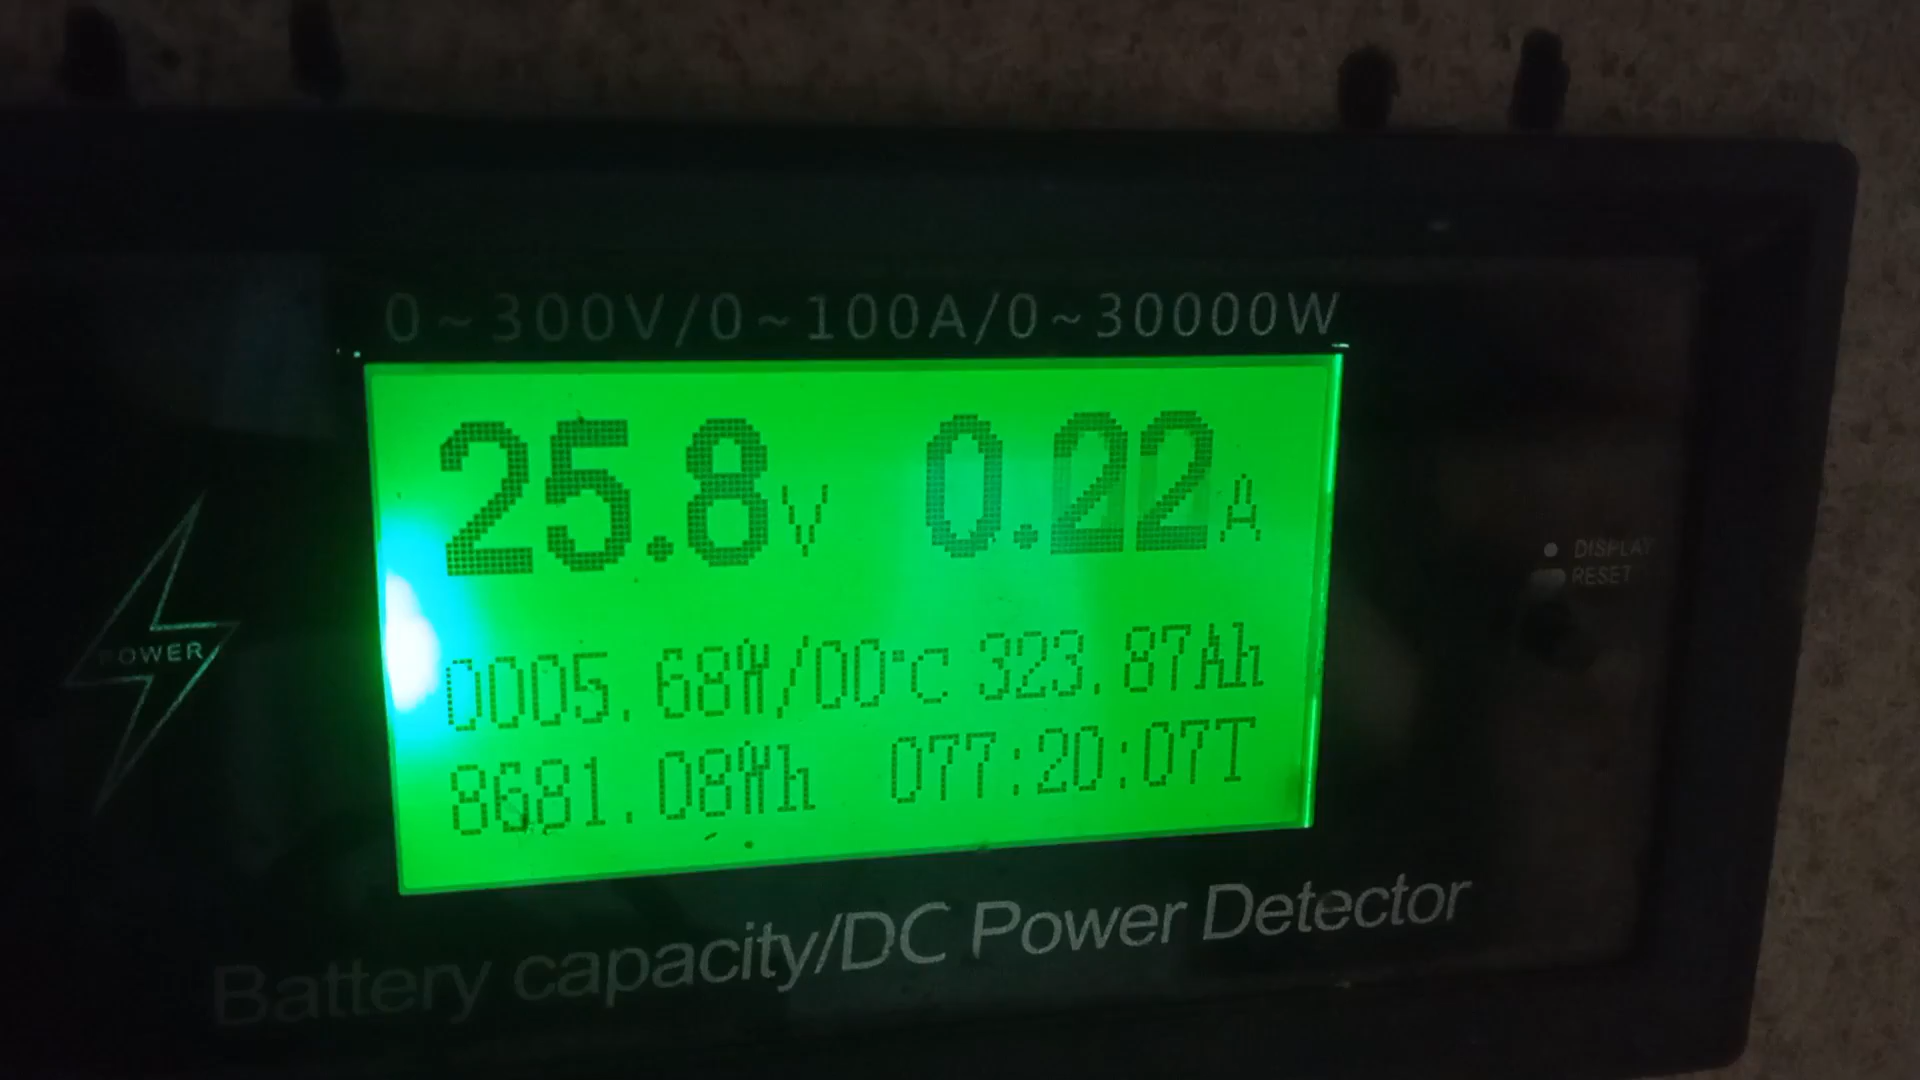 0~300V/0~100A/0~30000W
25.8V 0.22A
0005.68W/00°C 323.87Ah
8681.08Wh 077:20:07T
POWER
DISPLAY
RESET
Battery capacity/DC Power Detector